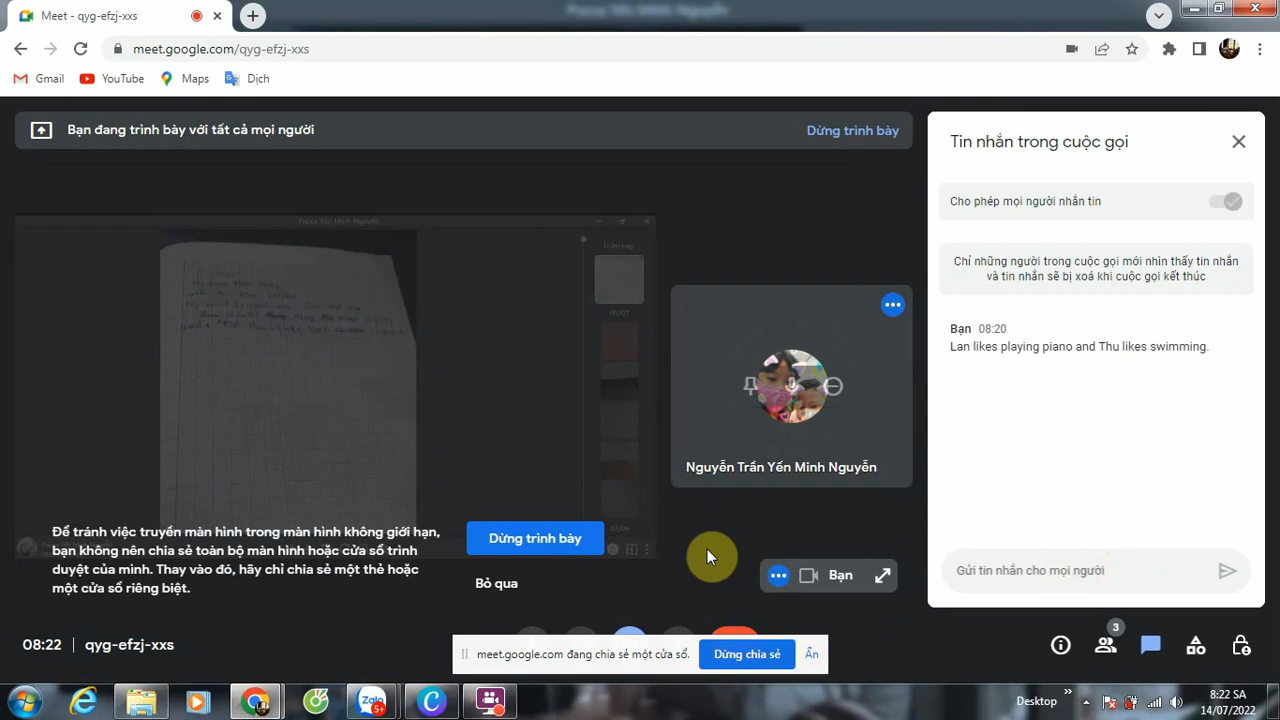 Meet - qyg-efzj-xxs
meet.google.com/qyg-efzj-xxs
Gmail
YouTube
Maps
Dịch
Bạn đang trình bày với tất cả mọi người
Dừng trình bày
Hôm nay
Nguyễn Trần Yến Minh Nguyễn
Để tránh việc truyền màn hình trong màn hình không giới hạn,
bạn không nên chia sẻ toàn bộ màn hình hoặc cửa sổ trình
duyệt của mình. Thay vào đó, hãy chỉ chia sẻ một thẻ hoặc
một cửa sổ riêng biệt.
Dừng trình bày
Bỏ qua
Bạn
Tin nhắn trong cuộc gọi
Cho phép mọi người nhắn tin
Chỉ những người trong cuộc gọi mới nhìn thấy tin nhắn
và tin nhắn sẽ bị xoá khi cuộc gọi kết thúc
Bạn 08:20
Lan likes playing piano and Thu likes swimming.
Gửi tin nhắn cho mọi người
08:22 | qyg-efzj-xxs
3
meet.google.com đang chia sẻ một cửa sổ.
Dừng chia sẻ
Ẩn
Zalo
5+
Desktop
8:22 SA
14/07/2022